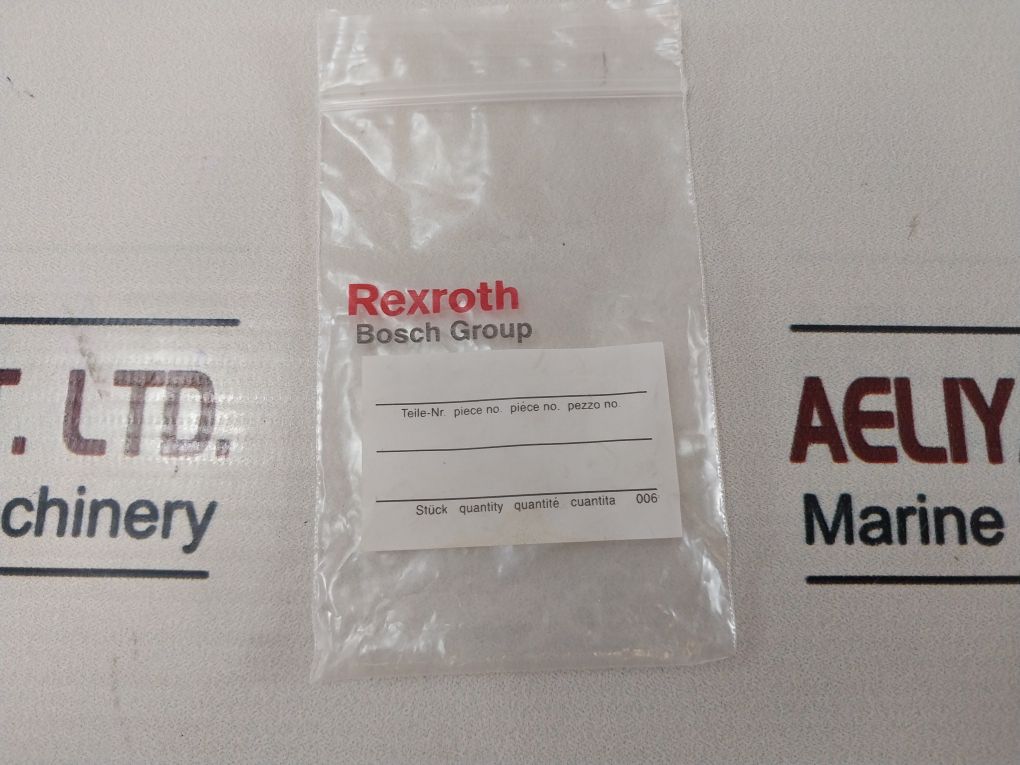 Rexroth
Bosch Group
Teile-Nr. piece no. piéce no. pezzo no.
Stück quantity quantité cuantita 006
T. LTD.
chinery
AELIY
Marine